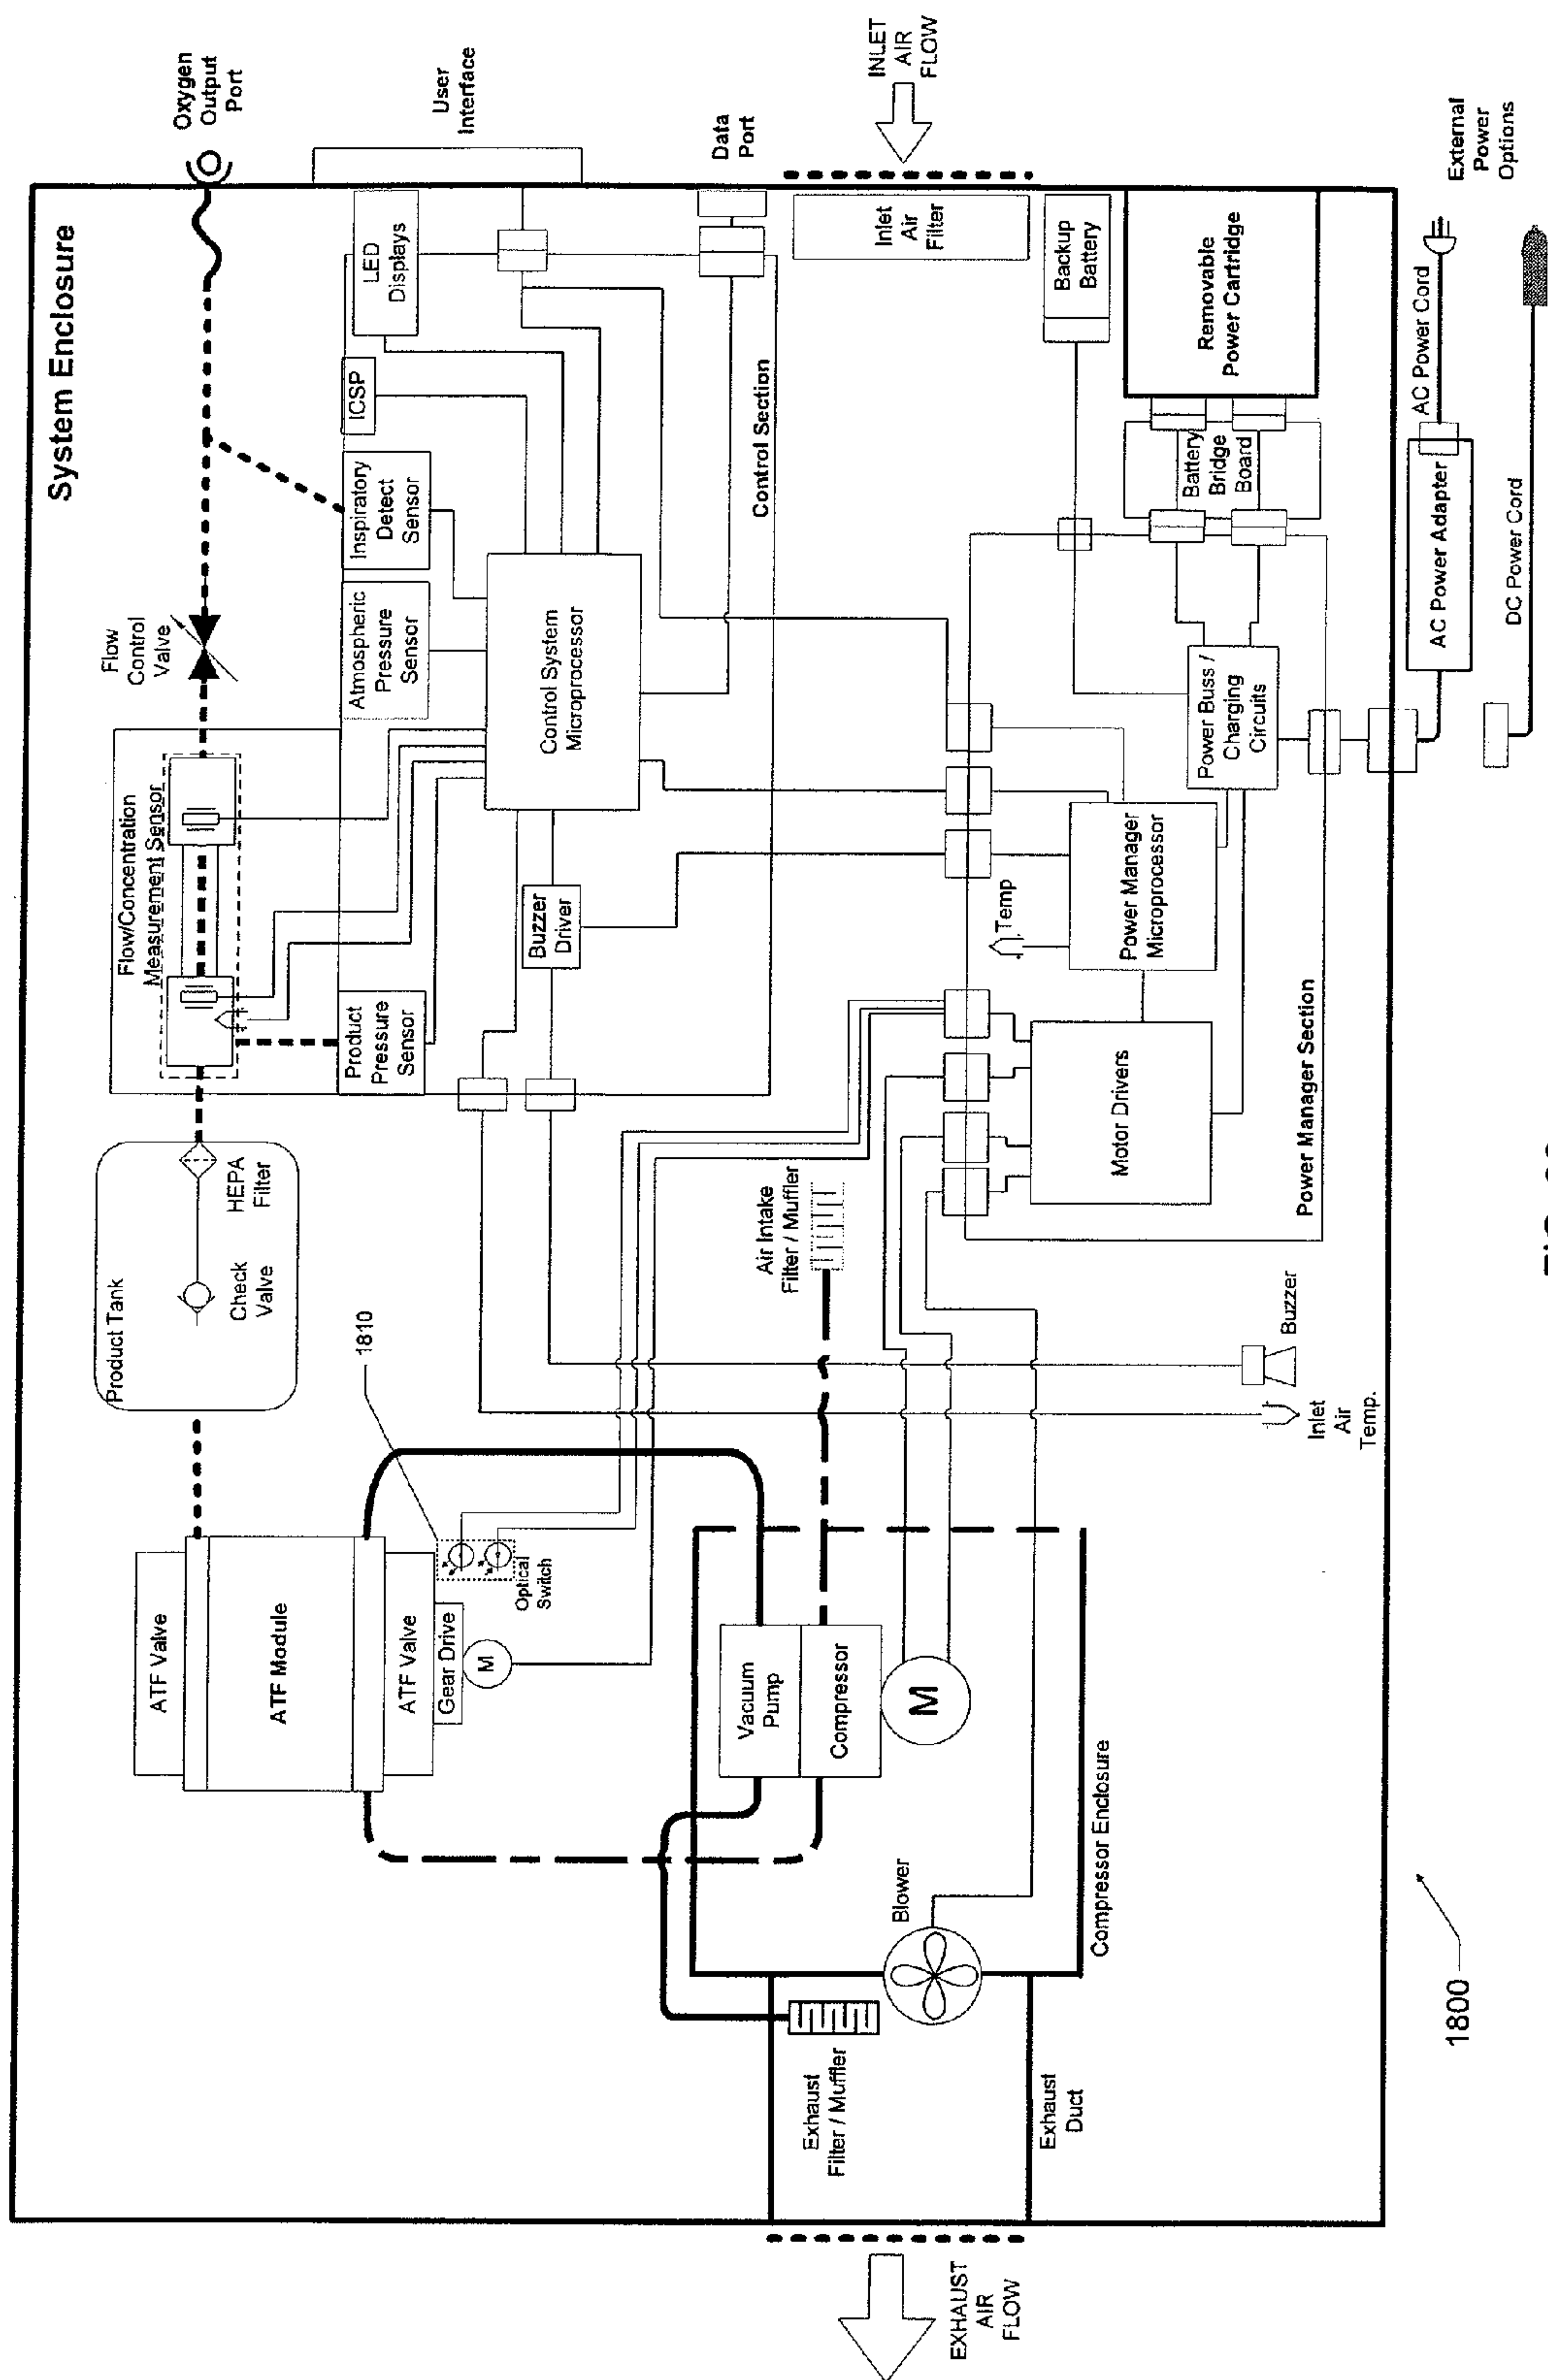 System Enclosure
Oxygen
Output
Port
User
Interface
Data
Port
INLET
AIR
FLOW
External
Power
Options
Flow
Control
Valve
Flow/Concentration
Measurement Sensor
Product Tank
HEPA
Filter
Check
Valve
LED
Displays
ICSP
Inspiratory
Detect
Sensor
Atmospheric
Pressure
Sensor
Product
Pressure
Sensor
Control System
Microprocessor
Buzzer
Driver
Control Section
Inlet
Air
Filter
Backup
Battery
Removable
Power Cartridge
Battery
Bridge
Board
Power Buss /
Charging
Circuits
Power Manager
Microprocessor
Temp
Motor Drivers
Power Manager Section
AC Power Cord
AC Power Adapter
DC Power Cord
1810
ATF Valve
ATF Module
ATF Valve
Gear Drive
M
Optical
Switch
Air Intake
Filter / Muffler
Vacuum
Pump
Compressor
M
Buzzer
Inlet
Air
Temp.
Blower
Compressor Enclosure
Exhaust
Filter / Muffler
Exhaust
Duct
EXHAUST
AIR
FLOW
1800